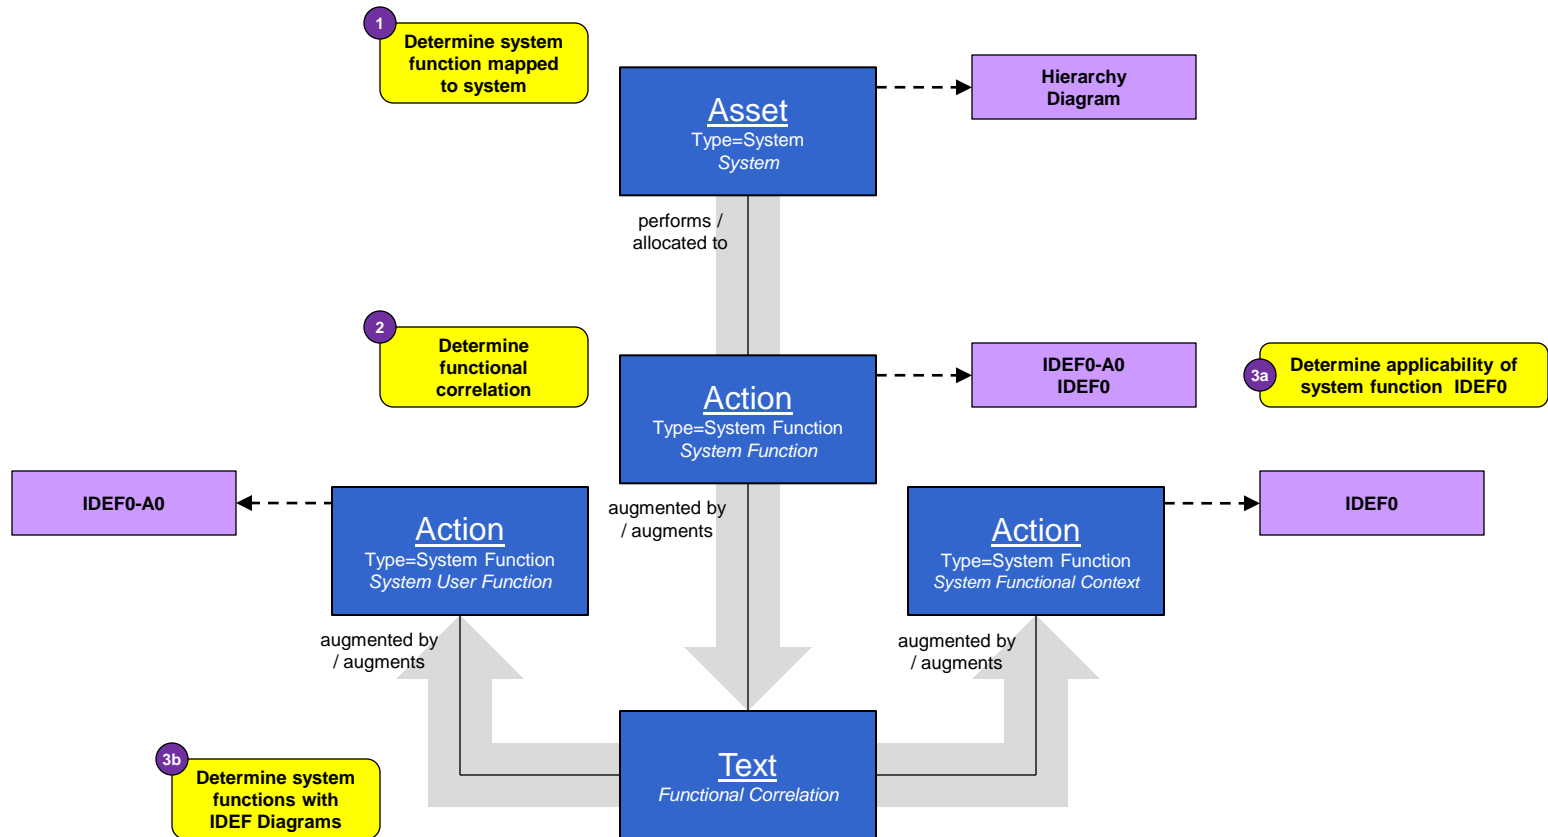 1
Determine system
function mapped
to system
Asset
Type=System
System
Hierarchy
Diagram
performs /
allocated to
2
Determine
functional
correlation
Action
Type=System Function
System Function
IDEF0-A0
IDEF0
3a
Determine applicability of
system function IDEF0
IDEF0-A0
Action
Type=System Function
System User Function
augmented by
/ augments
Action
Type=System Function
System Functional Context
IDEF0
augmented by
/ augments
augmented by
/ augments
3b
Determine system
functions with
IDEF Diagrams
Text
Functional Correlation